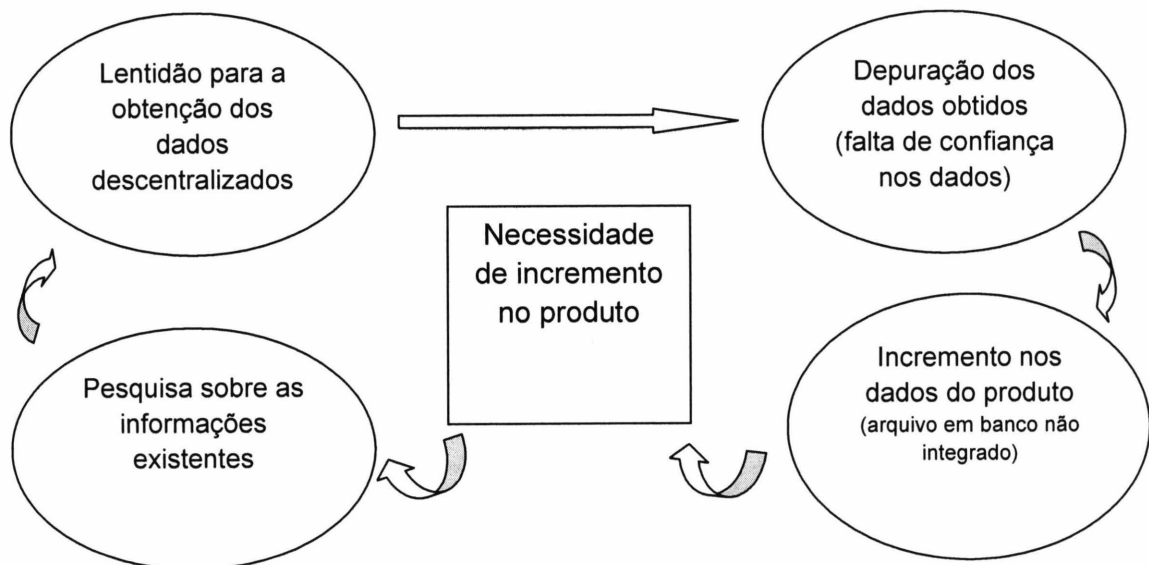 Lentidão para a
obtenção dos
dados
descentralizados
Depuração dos
dados obtidos
(falta de confiança
nos dados)
Necessidade
de incremento
no produto
Pesquisa sobre as
informações
existentes
Incremento nos
dados do produto
(arquivo em banco não
integrado)